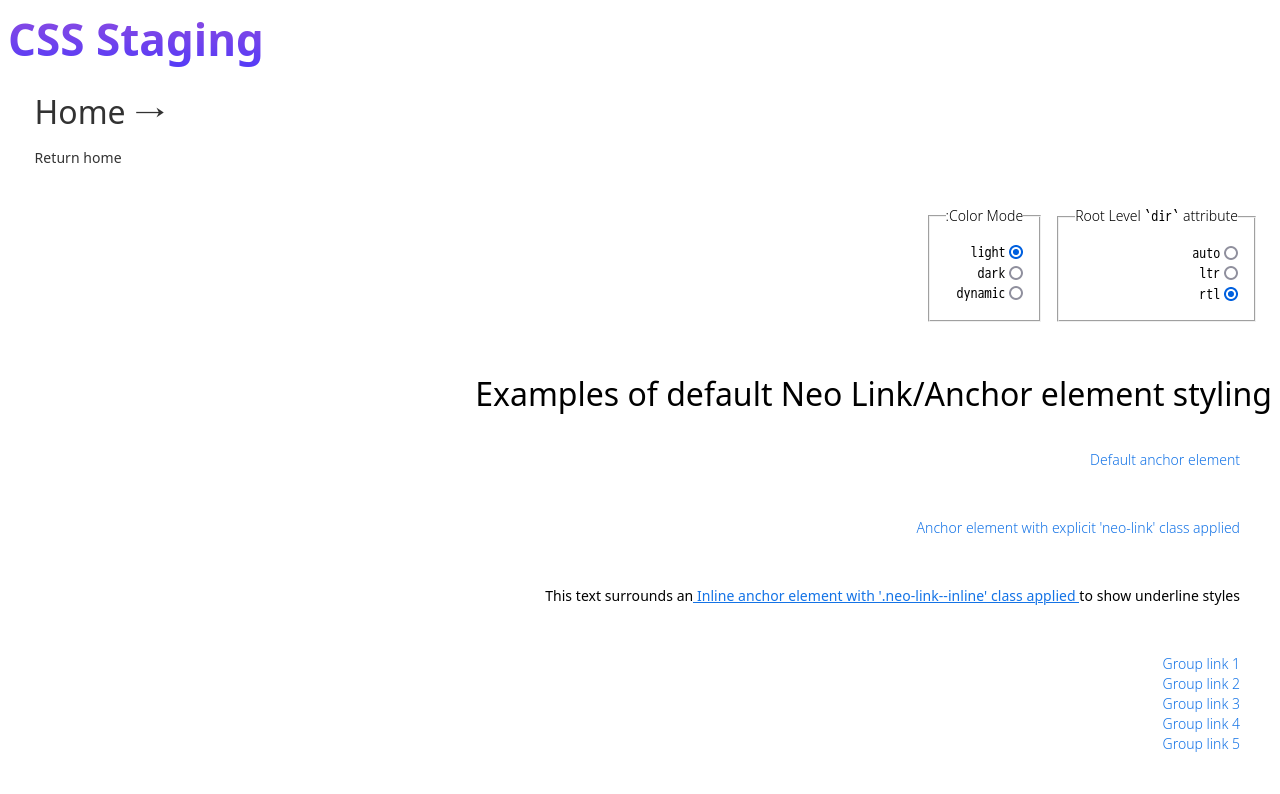 CSS Staging
Home →
Return home
Root Level `dir` attribute
auto
ltr
rtl
:Color Mode
light
dark
dynamic
Examples of default Neo Link/Anchor element styling
Default anchor element
Anchor element with explicit 'neo-link' class applied
This text surrounds an Inline anchor element with '.neo-link--inline' class applied to show underline styles
Group link 1
Group link 2
Group link 3
Group link 4
Group link 5